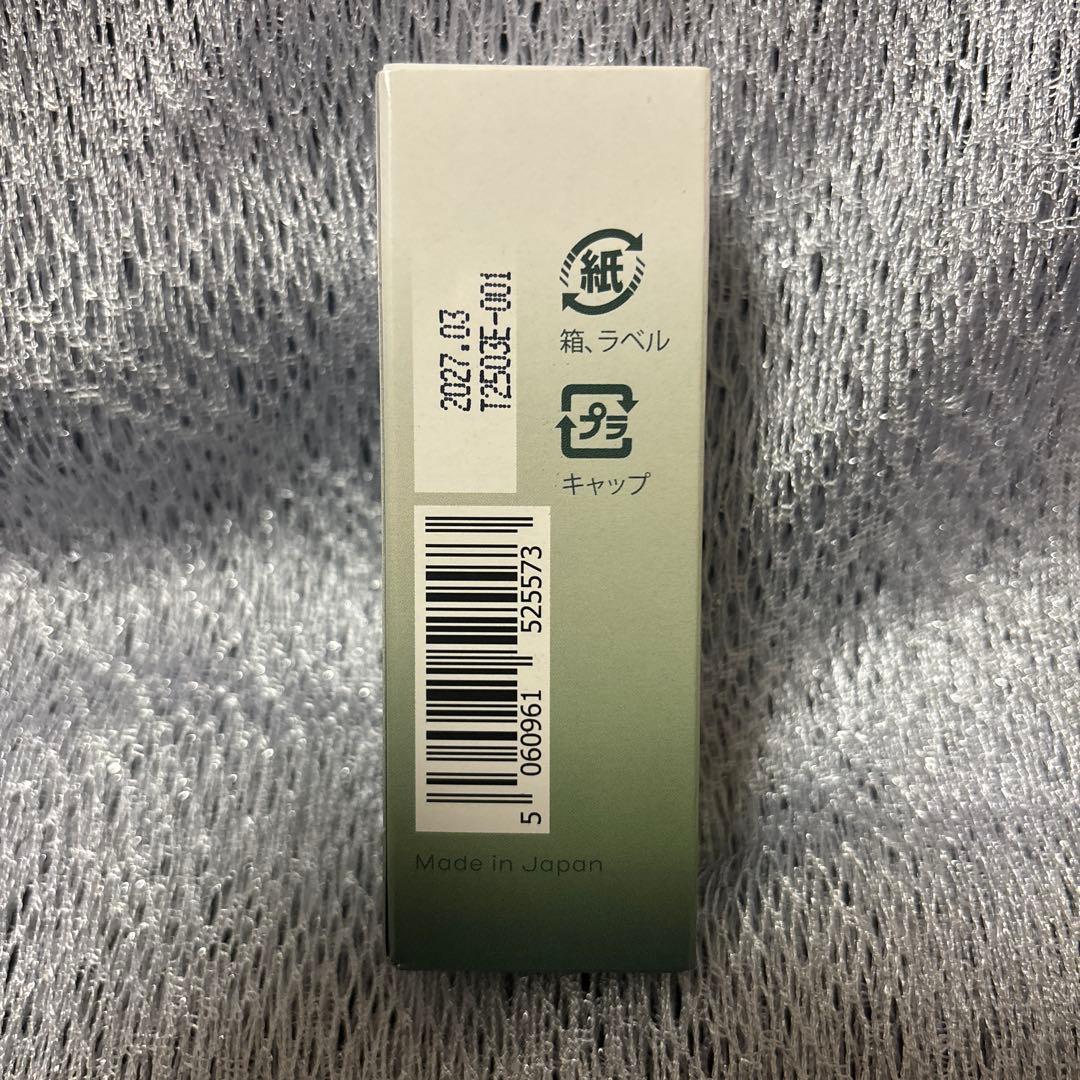 紙
箱、ラベル
プラ
キャップ
2027.03
T2503E-001
5 060961 525573
Made in Japan